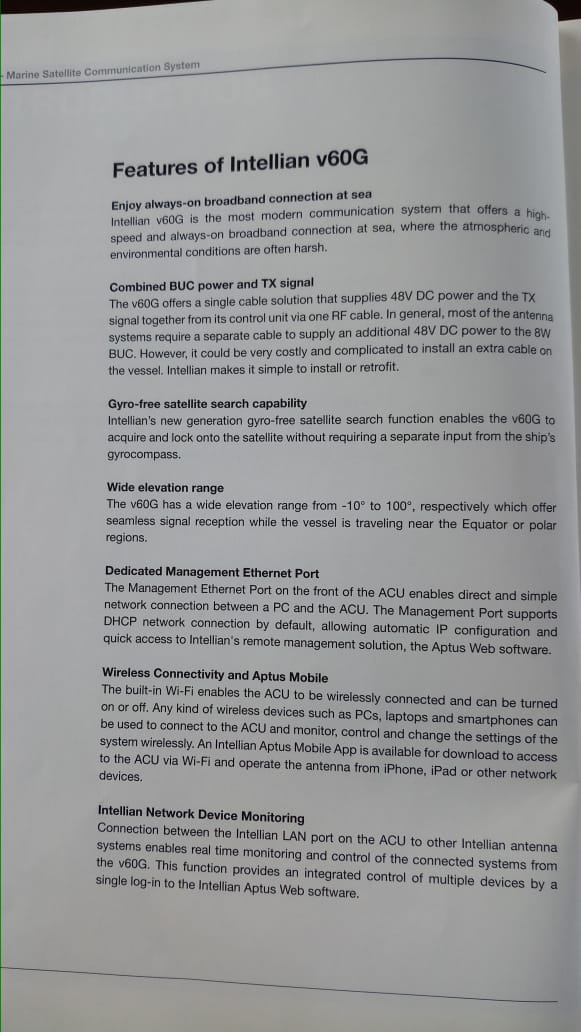 - Marine Satellite Communication System
Features of Intellian v60G
Enjoy always-on broadband connection at sea
Intellian v60G is the most modern communication system that offers a high-
speed and always-on broadband connection at sea, where the atmospheric and
environmental conditions are often harsh.
Combined BUC power and TX signal
The v60G offers a single cable solution that supplies 48V DC power and the TX
signal together from its control unit via one RF cable. In general, most of the antenna
systems require a separate cable to supply an additional 48V DC power to the 8W
BUC. However, it could be very costly and complicated to install an extra cable on
the vessel. Intellian makes it simple to install or retrofit.
Gyro-free satellite search capability
Intellian's new generation gyro-free satellite search function enables the v60G to
acquire and lock onto the satellite without requiring a separate input from the ship's
gyrocompass.
Wide elevation range
The v60G has a wide elevation range from -10° to 100°, respectively which offer
seamless signal reception while the vessel is traveling near the Equator or polar
regions.
Dedicated Management Ethernet Port
The Management Ethernet Port on the front of the ACU enables direct and simple
network connection between a PC and the ACU. The Management Port supports
DHCP network connection by default, allowing automatic IP configuration and
quick access to Intellian's remote management solution, the Aptus Web software.
Wireless Connectivity and Aptus Mobile
The built-in Wi-Fi enables the ACU to be wirelessly connected and can be turned
on or off. Any kind of wireless devices such as PCs, laptops and smartphones can
be used to connect to the ACU and monitor, control and change the settings of the
system wirelessly. An Intellian Aptus Mobile App is available for download to access
to the ACU via Wi-Fi and operate the antenna from iPhone, iPad or other network
devices.
Intellian Network Device Monitoring
Connection between the Intellian LAN port on the ACU to other Intellian antenna
systems enables real time monitoring and control of the connected systems from
the v60G. This function provides an integrated control of multiple devices by a
single log-in to the Intellian Aptus Web software.